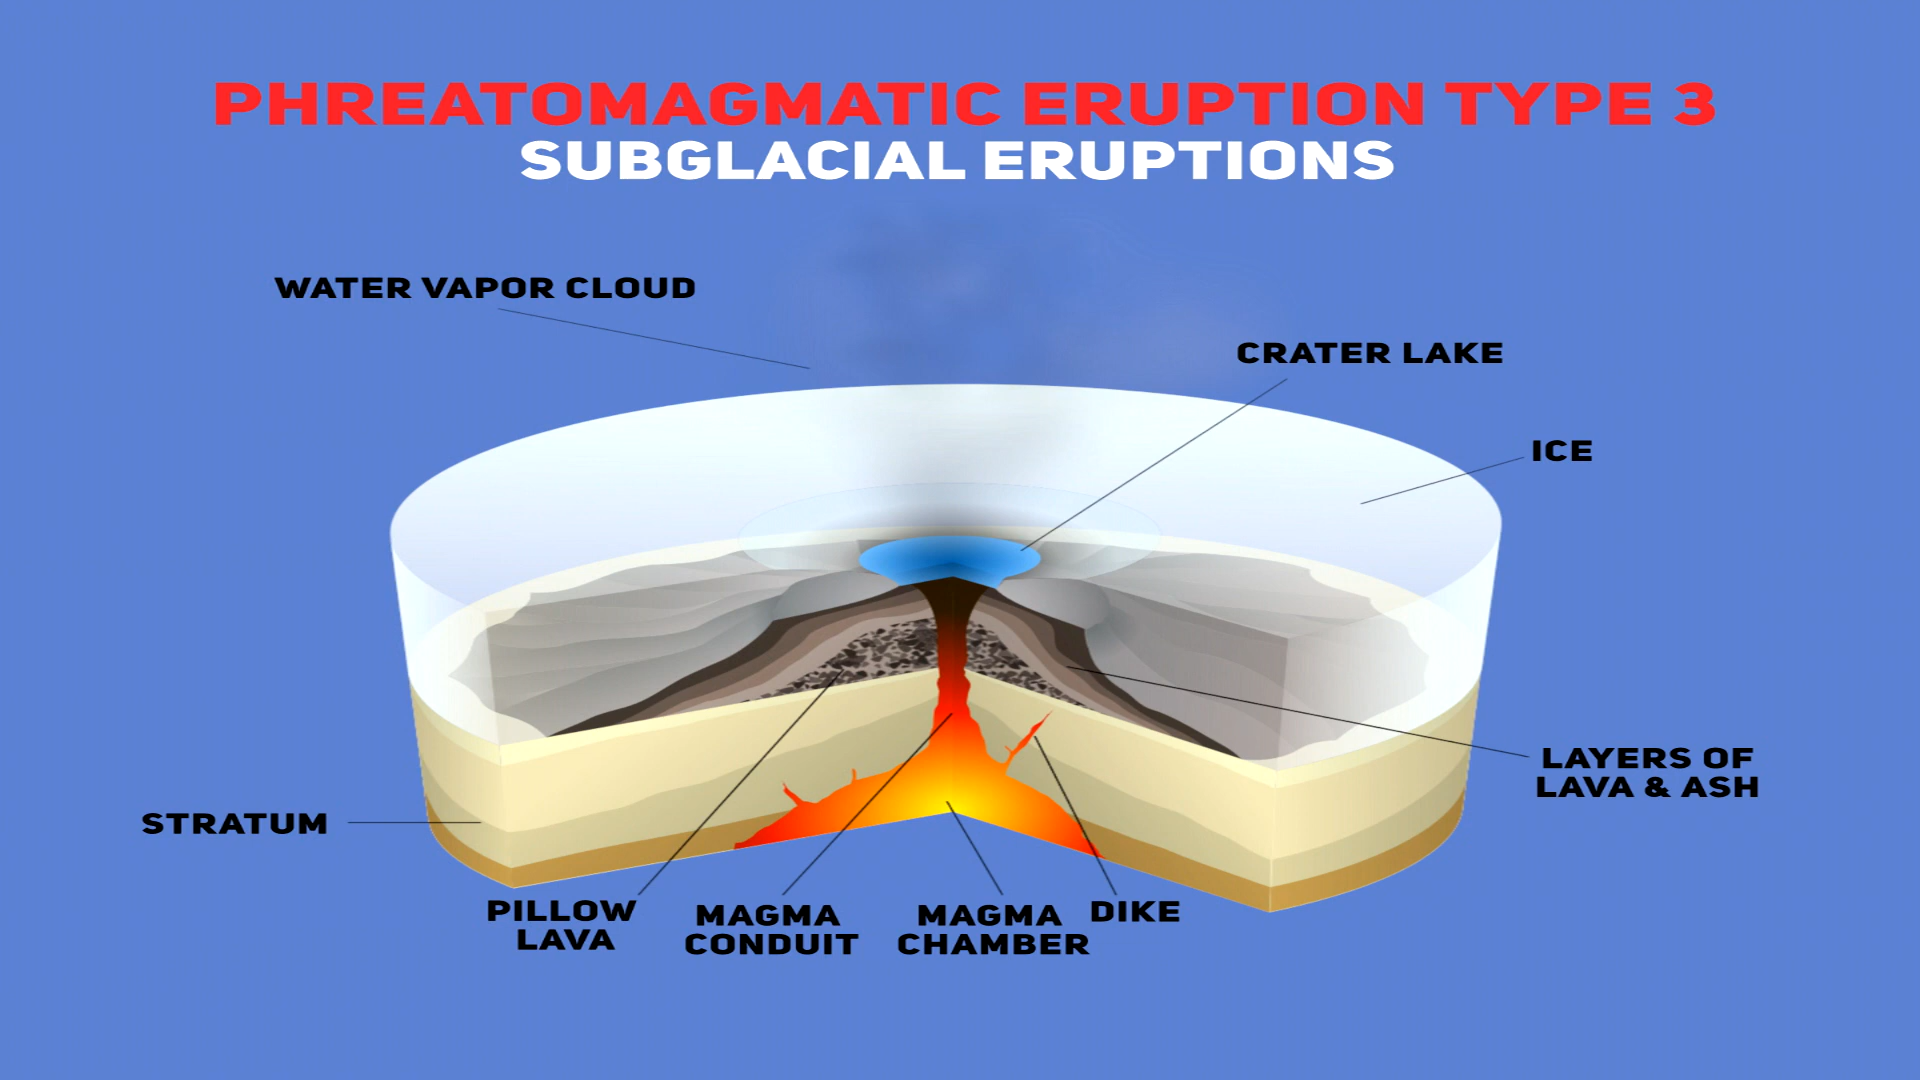 PHREATOMAGMATIC ERUPTION TYPE 3
SUBGLACIAL ERUPTIONS
WATER VAPOR CLOUD
CRATER LAKE
ICE
LAYERS OF
LAVA & ASH
STRATUM
PILLOW
LAVA
MAGMA
CONDUIT
MAGMA
CHAMBER
DIKE